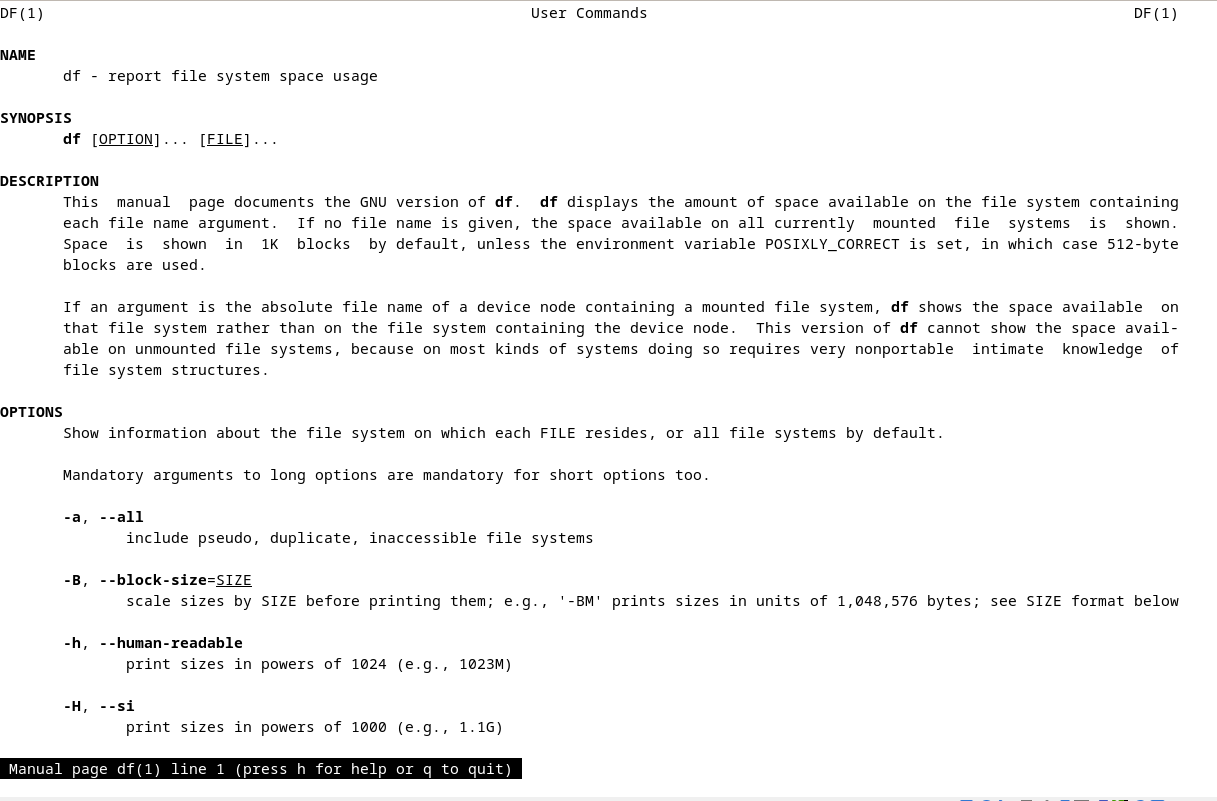 DF(1) User Commands DF(1)
NAME
df - report file system space usage
SYNOPSIS
df [OPTION]... [FILE]...
DESCRIPTION
This  manual  page documents the GNU version of df.  df displays the amount of space available on the file system containing
each file name argument.  If no file name is given, the space available on all currently  mounted  file  systems  is  shown.
Space  is  shown  in  1K  blocks  by default, unless the environment variable POSIXLY_CORRECT is set, in which case 512-byte
blocks are used.
If an argument is the absolute file name of a device node containing a mounted file system, df shows the space available  on
that file system rather than on the file system containing the device node.  This version of df cannot show the space avail-
able on unmounted file systems, because on most kinds of systems doing so requires very nonportable  intimate  knowledge  of
file system structures.
OPTIONS
Show information about the file system on which each FILE resides, or all file systems by default.
Mandatory arguments to long options are mandatory for short options too.
-a, --all
include pseudo, duplicate, inaccessible file systems
-B, --block-size=SIZE
scale sizes by SIZE before printing them; e.g., '-BM' prints sizes in units of 1,048,576 bytes; see SIZE format below
-h, --human-readable
print sizes in powers of 1024 (e.g., 1023M)
-H, --si
print sizes in powers of 1000 (e.g., 1.1G)
Manual page df(1) line 1 (press h for help or q to quit)